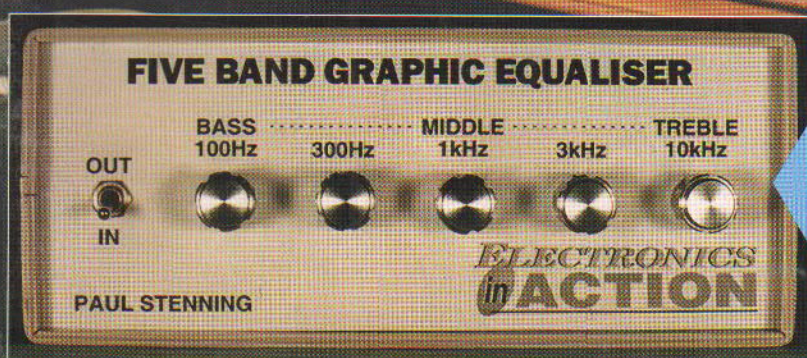 FIVE BAND GRAPHIC EQUALISER
BASS MIDDLE TREBLE
100Hz 300Hz 1kHz 3kHz 10kHz
OUT
IN
ELECTRONICS
in ACTION
PAUL STENNING